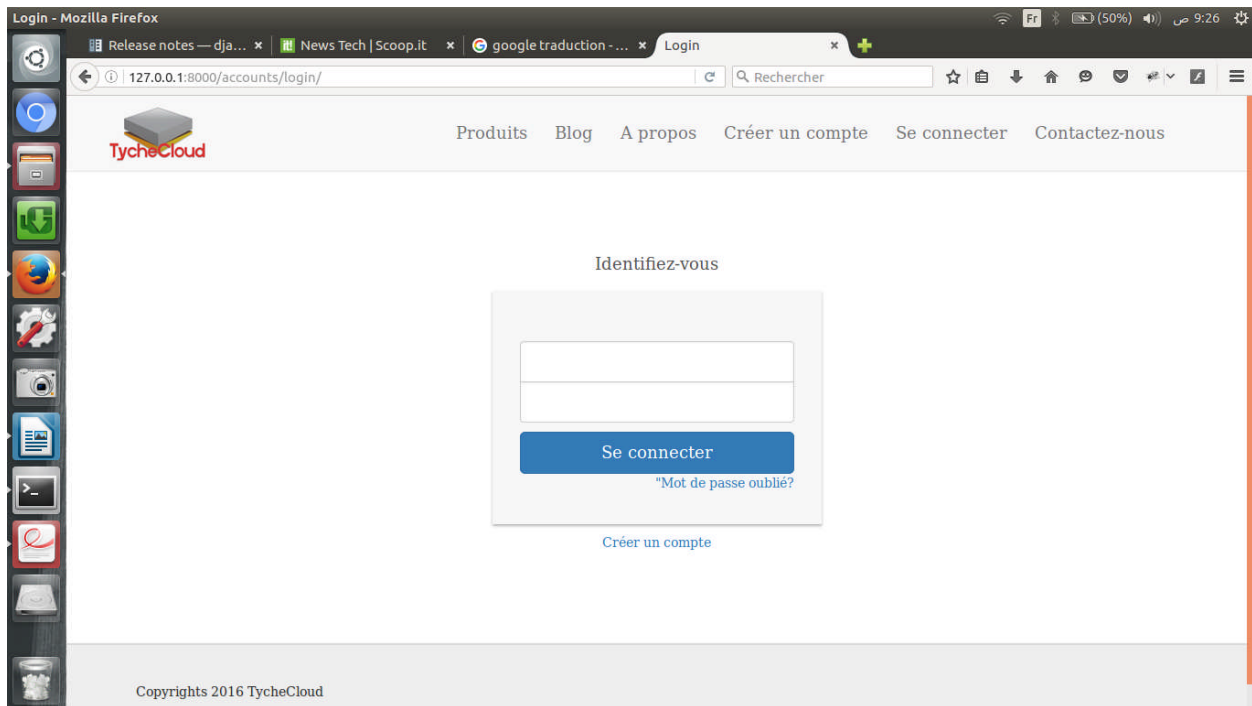 Login - Mozilla Firefox
Fr (50%) 9:26 ص
Release notes — dja... × News Tech | Scoop.it × google traduction -... × Login ×
127.0.0.1:8000/accounts/login/ Rechercher
TycheCloud
Produits Blog A propos Créer un compte Se connecter Contactez-nous
Identifiez-vous
Se connecter
"Mot de passe oublié?
Créer un compte
Copyrights 2016 TycheCloud